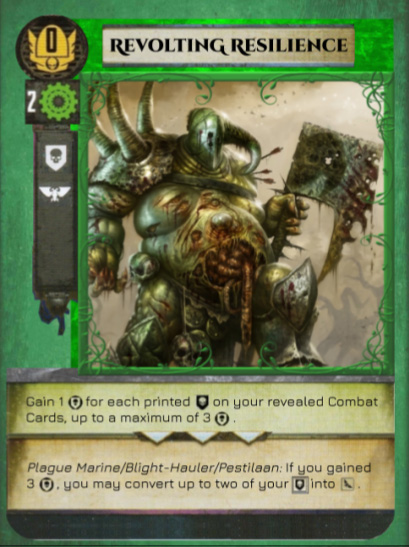 0
REVOLTING RESILIENCE
2
Gain 1 for each printed on your revealed Combat
Cards, up to a maximum of 3 .
Plague Marine/Blight-Hauler/Pestilaan: If you gained
3 , you may convert up to two of your into .